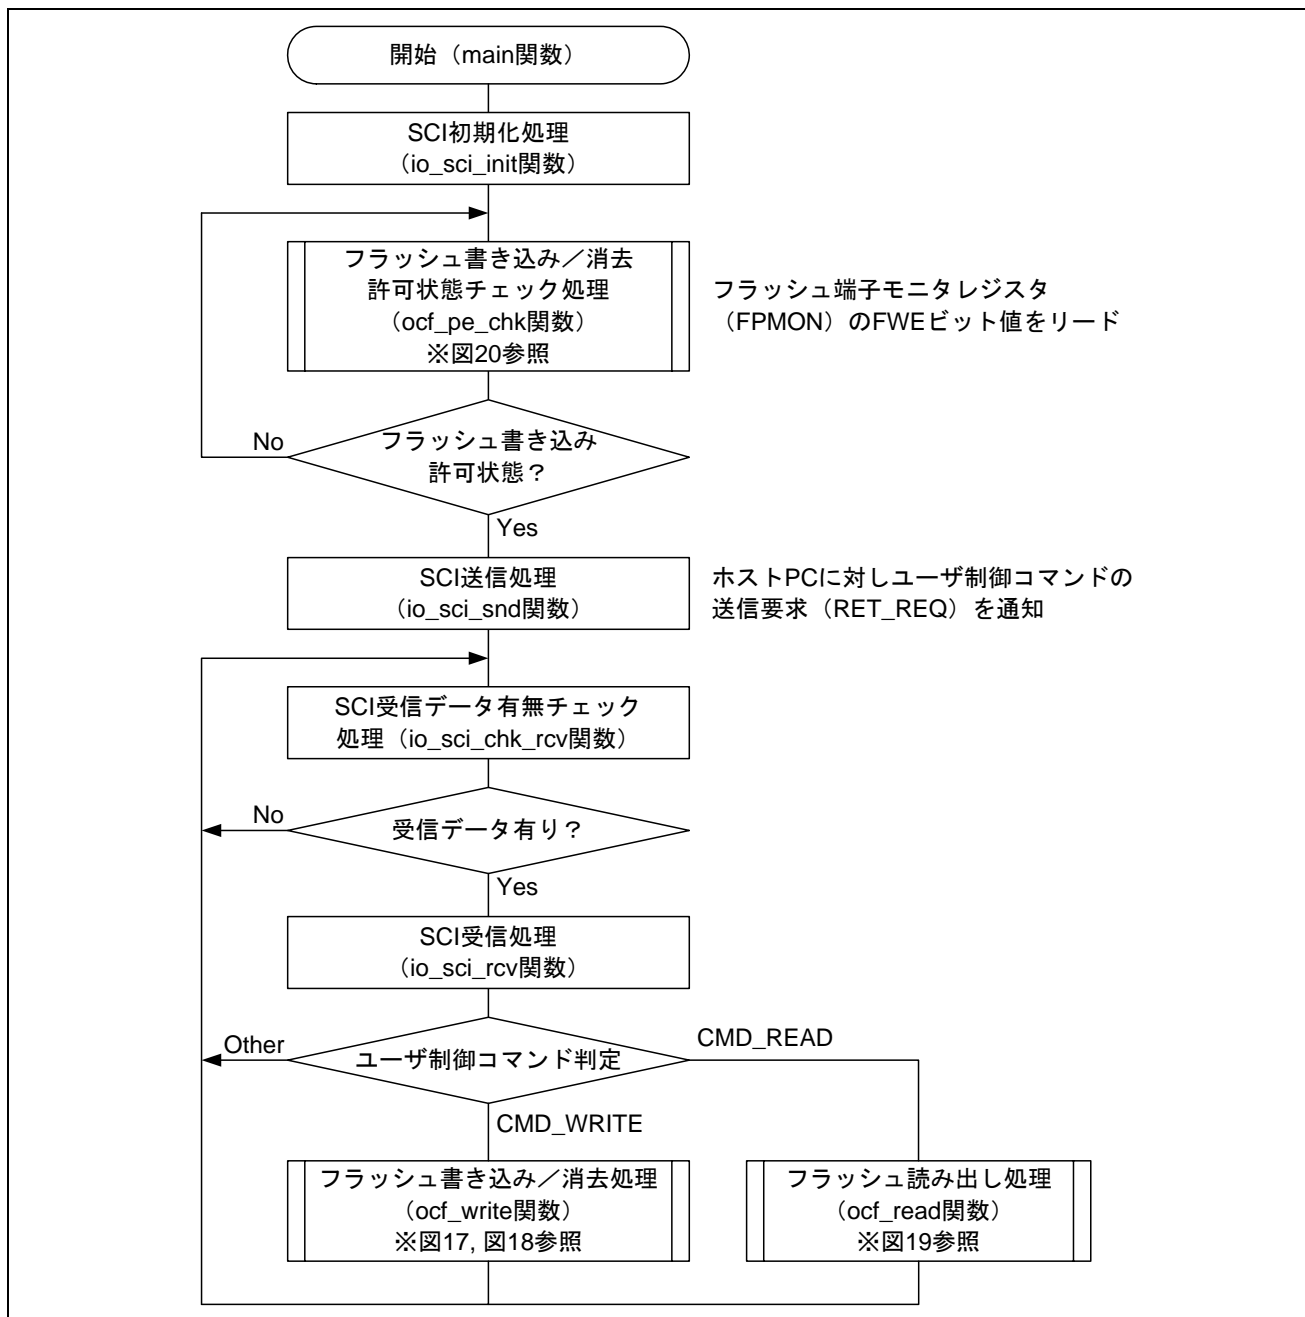 開始（main関数）
SCI初期化処理
（io_sci_init関数）
フラッシュ書き込み／消去
許可状態チェック処理
（ocf_pe_chk関数）
※図20参照
フラッシュ端子モニタレジスタ
（FPMON）のFWEビット値をリード
No
フラッシュ書き込み
許可状態？
Yes
SCI送信処理
（io_sci_snd関数）
ホストPCに対しユーザ制御コマンドの
送信要求（RET_REQ）を通知
SCI受信データ有無チェック
処理（io_sci_chk_rcv関数）
No
受信データ有り？
Yes
SCI受信処理
（io_sci_rcv関数）
Other
ユーザ制御コマンド判定
CMD_READ
CMD_WRITE
フラッシュ書き込み／消去処理
（ocf_write関数）
※図17, 図18参照
フラッシュ読み出し処理
（ocf_read関数）
※図19参照